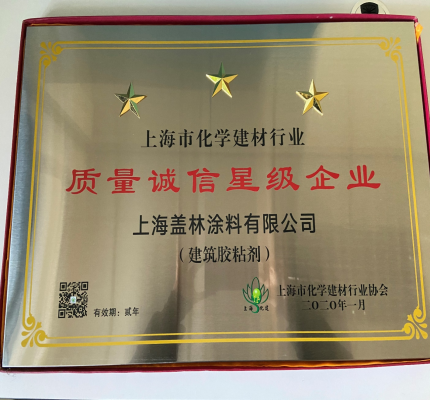 上海市化学建材行业
质量诚信星级企业
上海盖林涂料有限公司
（建筑胶粘剂）
有效期：贰年
上海市化学建材行业协会
二〇二〇年一月